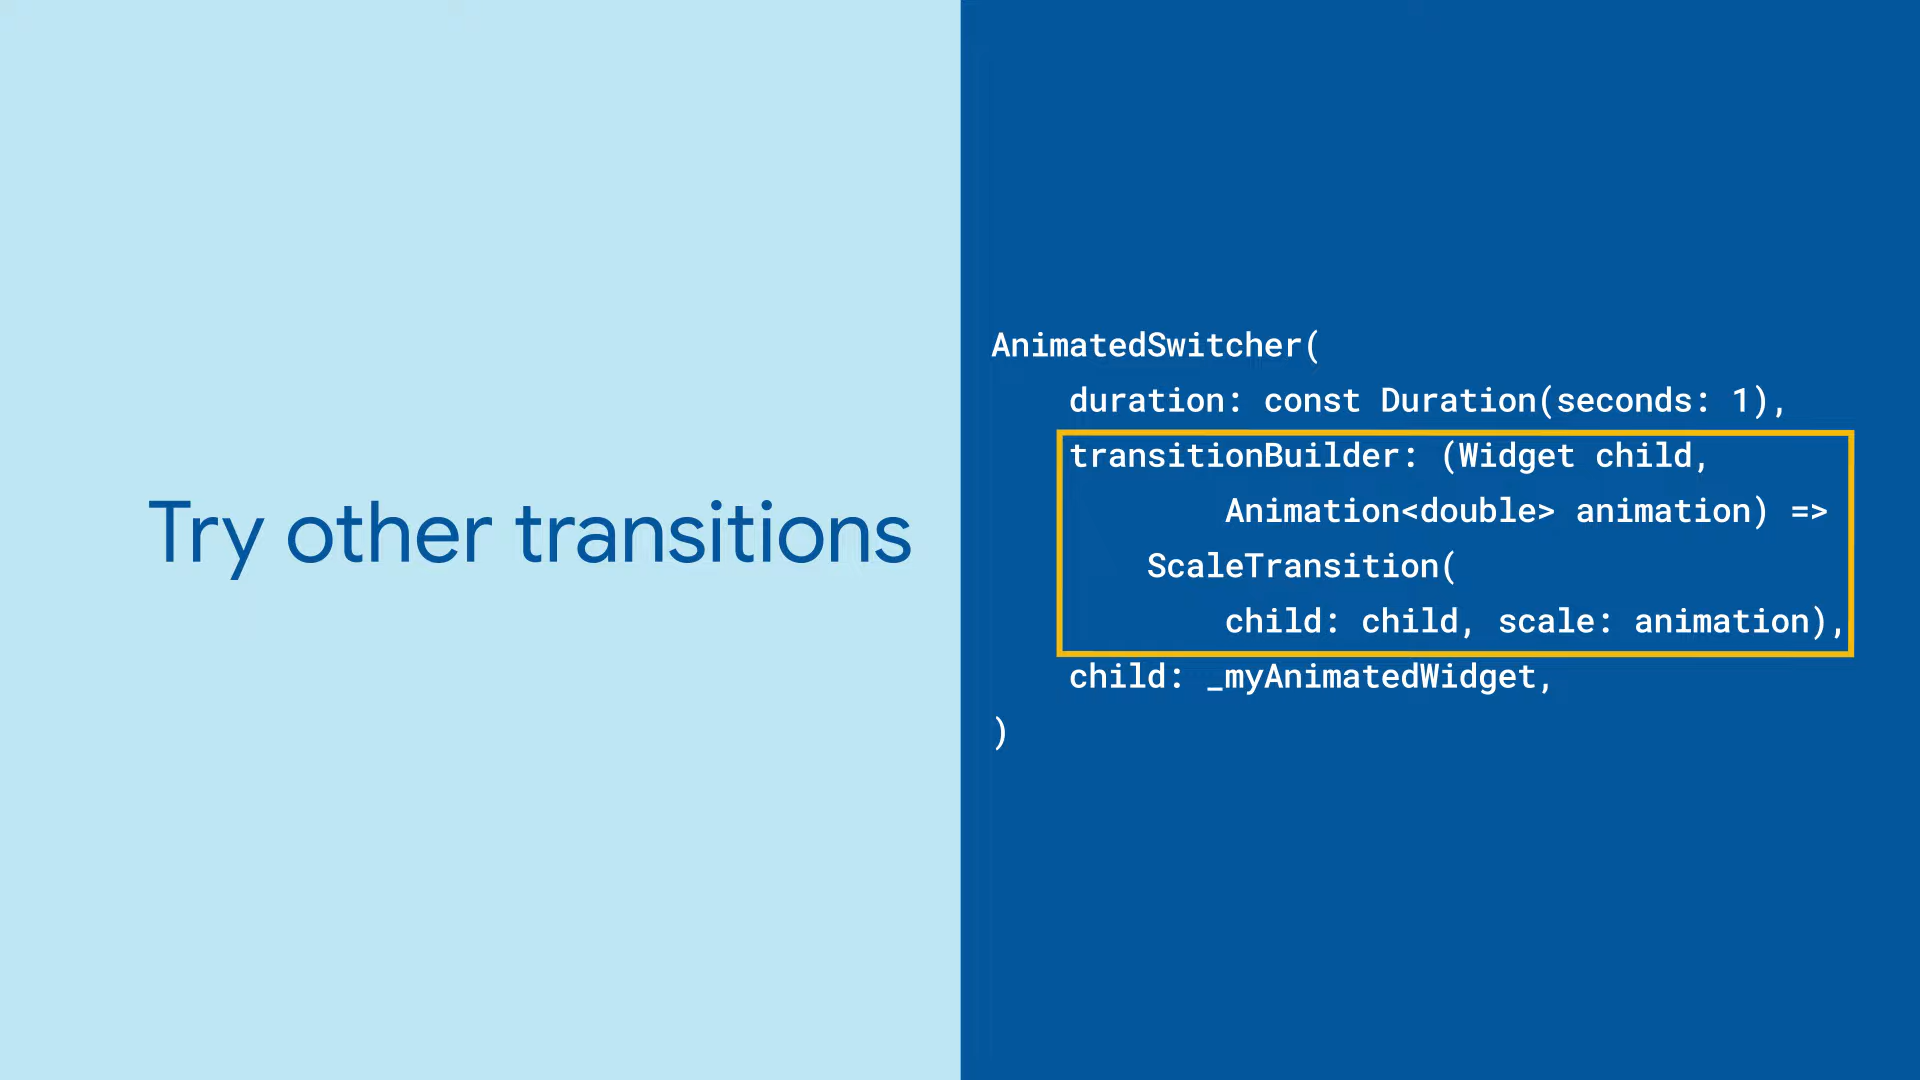 Try other transitions
AnimatedSwitcher(
duration: const Duration(seconds: 1),
transitionBuilder: (Widget child,
Animation<double> animation) =>
ScaleTransition(
child: child, scale: animation),
child: _myAnimatedWidget,
)